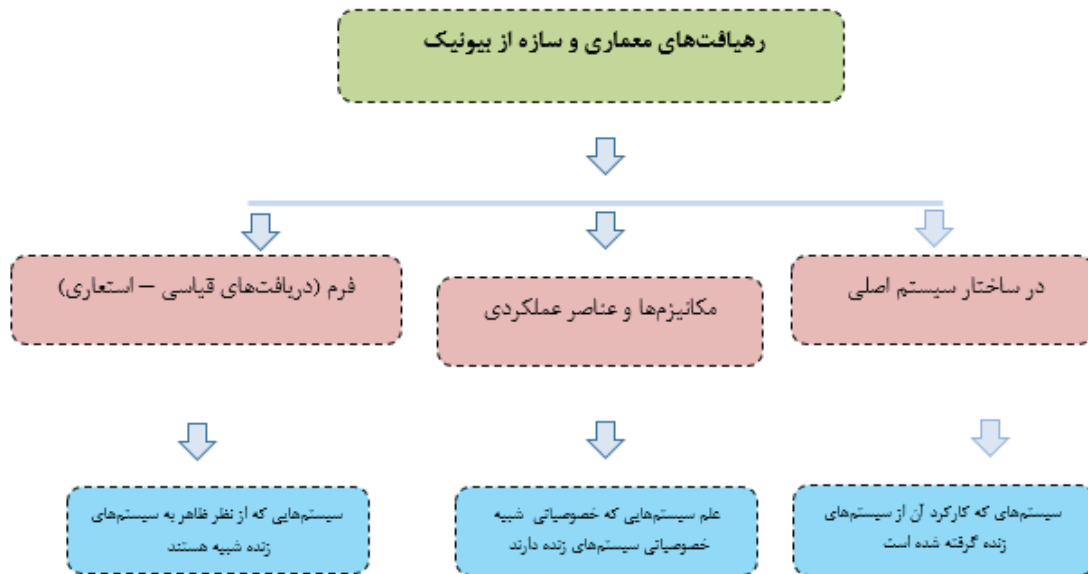 رهیافت‌های معماری و سازه از بیونیک
در ساختار سیستم اصلی
مکانیزم‌ها و عناصر عملکردی
فرم (دریافت‌های قیاسی – استعاری)
سیستم‌های که کارکرد آن از سیستم‌های
زنده گرفته شده است
علم سیستم‌هایی که خصوصیاتی شبیه
خصوصیاتی سیستم‌های زنده دارند
سیستم‌هایی که از نظر ظاهر به سیستم‌های
زنده شبیه هستند